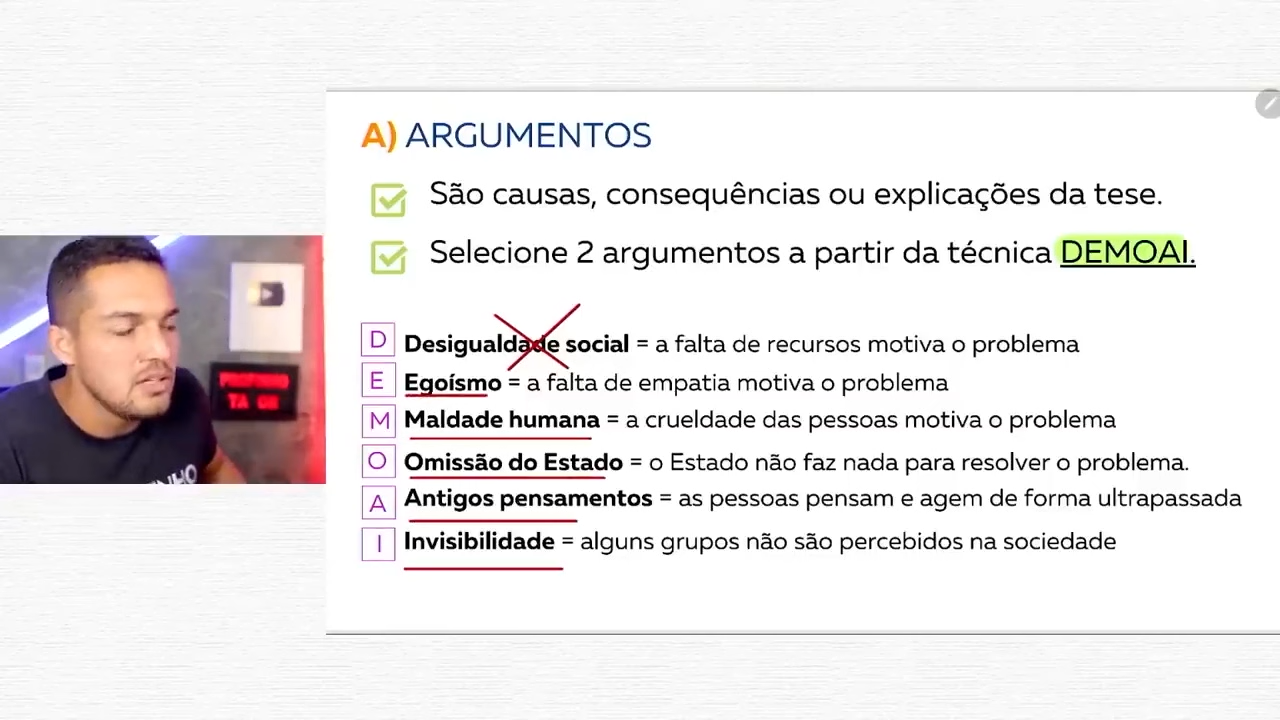 A) ARGUMENTOS
São causas, consequências ou explicações da tese.
Selecione 2 argumentos a partir da técnica DEMOAI.
D Desigualdade social = a falta de recursos motiva o problema
E Egoísmo = a falta de empatia motiva o problema
M Maldade humana = a crueldade das pessoas motiva o problema
O Omissão do Estado = o Estado não faz nada para resolver o problema.
A Antigos pensamentos = as pessoas pensam e agem de forma ultrapassada
I Invisibilidade = alguns grupos não são percebidos na sociedade
TA ON